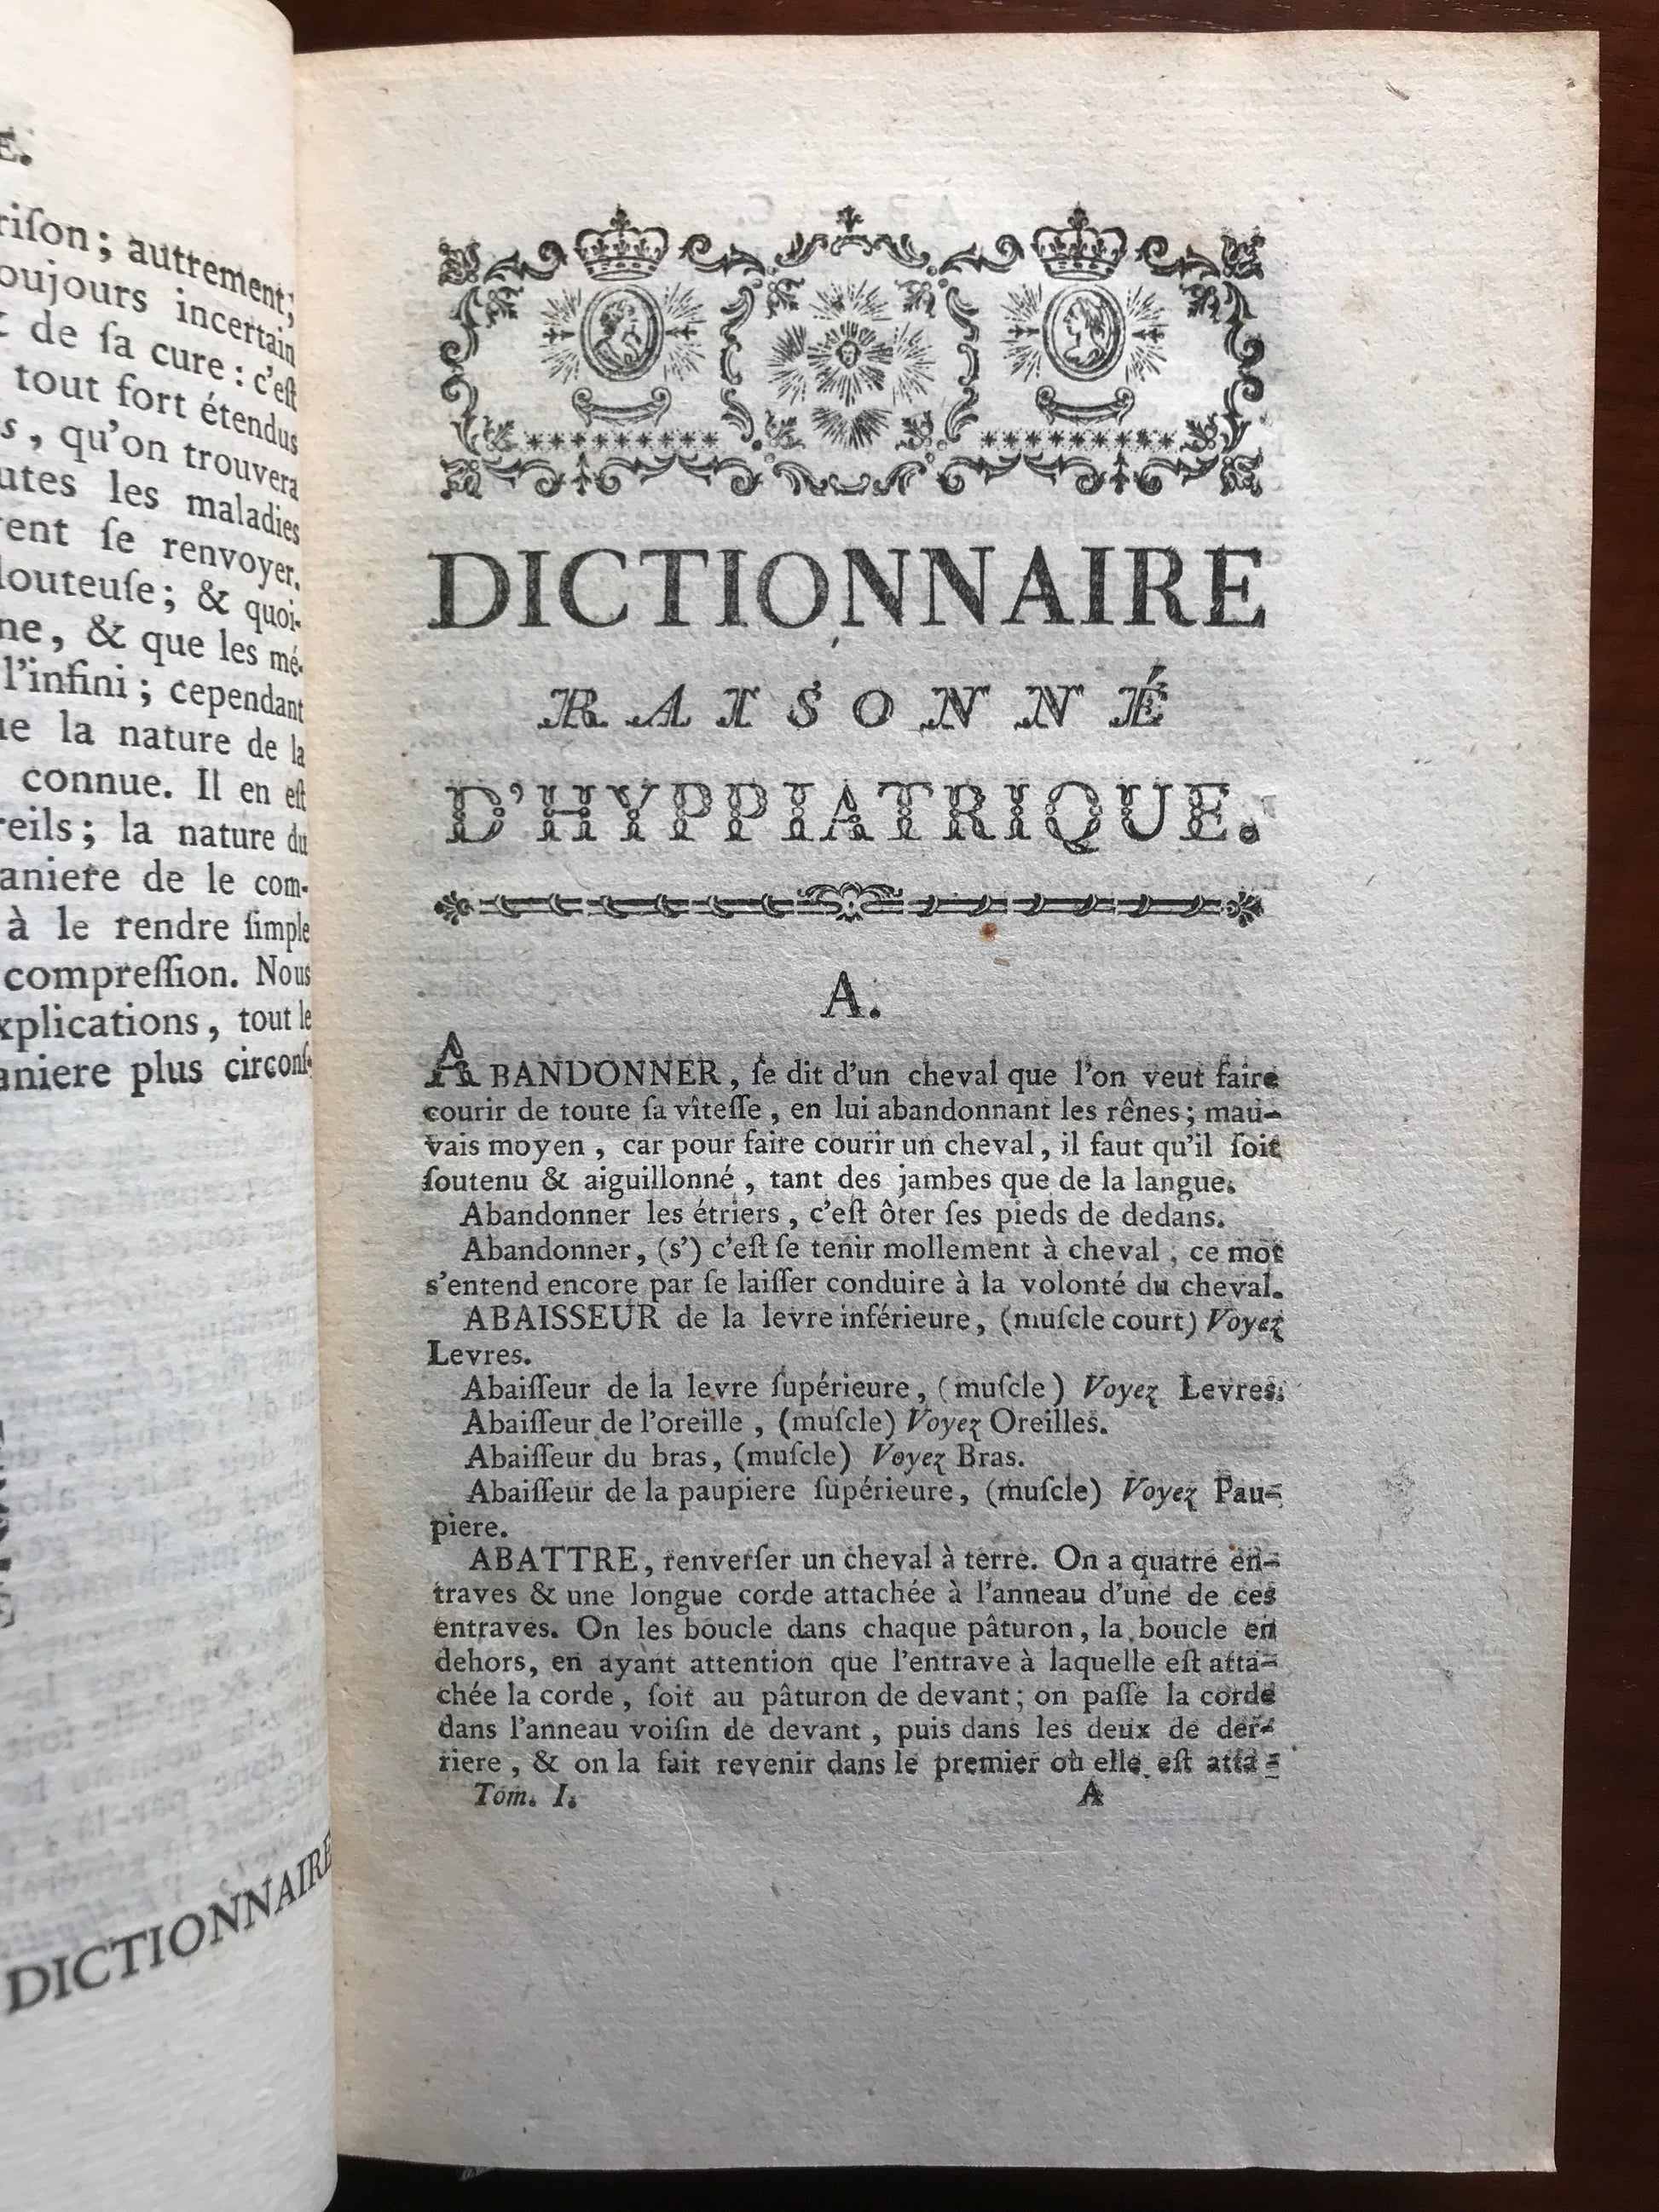 E.
riſon; autrement;
oujours incertain
de ſa cure: c'eſt
tout fort étendus
s, qu'on trouvera
utes les maladies
rent ſe renvoyer.
louteuſe; & quoi-
ne, & que les mé-
l'infini; cependant
ue la nature de la
connue. Il en eſt
reils; la nature du
aniere de le com-
à le rendre ſimple
compreſſion. Nous
xplications, tout le
aniere plus circonſ-
DICTIONNAIRE
DICTIONNAIRE
RAISONNÉ
D'HYPPIATRIQUE.
A.
ABANDONNER, ſe dit d'un cheval que l'on veut faire
courir de toute ſa vîteſſe, en lui abandonnant les rênes; mau-
vais moyen, car pour faire courir un cheval, il faut qu'il ſoit
ſoutenu & aiguillonné, tant des jambes que de la langue.
Abandonner les étriers, c'eſt ôter ſes pieds de dedans.
Abandonner, (s') c'eſt ſe tenir mollement à cheval, ce mot
s'entend encore par ſe laiſſer conduire à la volonté du cheval.
ABAISSEUR de la levre inférieure, (muſcle court) Voyez
Levres.
Abaiſſeur de la levre ſupérieure, (muſcle) Voyez Levres.
Abaiſſeur de l'oreille, (muſcle) Voyez Oreilles.
Abaiſſeur du bras, (muſcle) Voyez Bras.
Abaiſſeur de la paupiere ſupérieure, (muſcle) Voyez Pau-
piere.
ABATTRE, renverſer un cheval à terre. On a quatre en-
traves & une longue corde attachée à l'anneau d'une de ces
entraves. On les boucle dans chaque pâturon, la boucle en
dehors, en ayant attention que l'entrave à laquelle eſt atta-
chée la corde, ſoit au pâturon de devant; on paſſe la corde
dans l'anneau voiſin de devant, puis dans les deux de der-
riere, & on la fait revenir dans le premier où elle eſt atta-
Tom. I. A